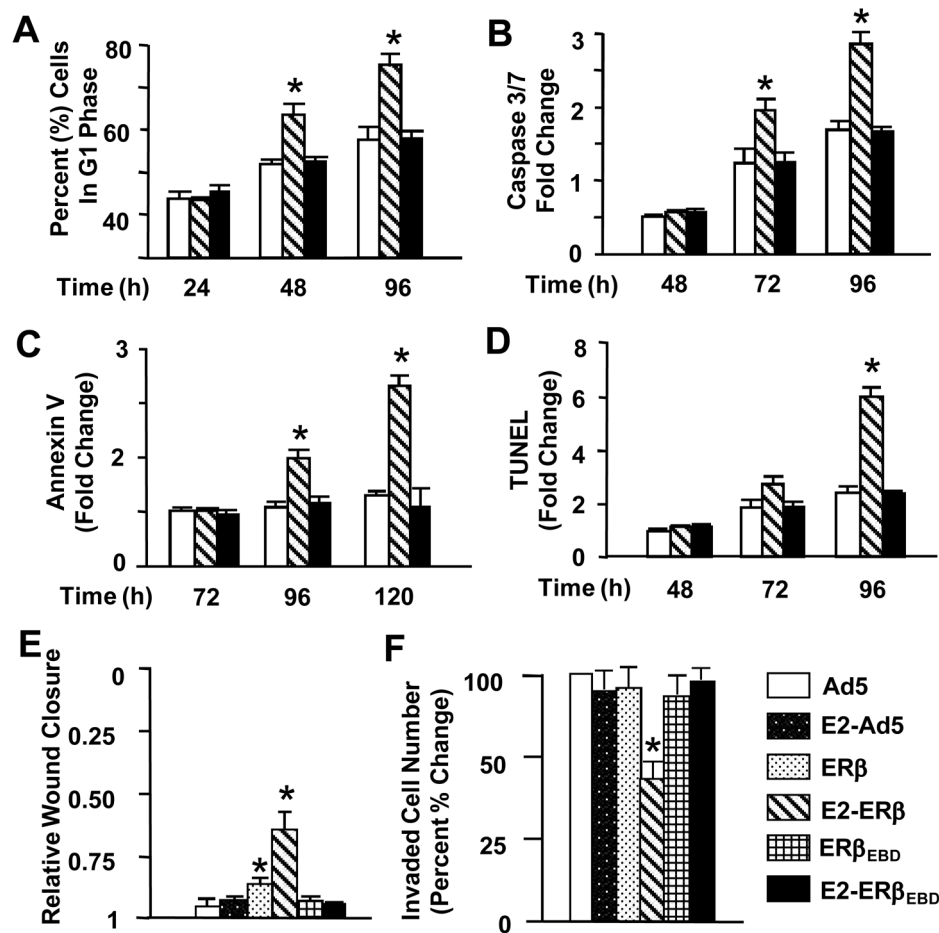 A
Percent (%) Cells
In G1 Phase
80
60
40
*
*
Time (h) 24 48 96
B
Caspase 3/7
Fold Change
3
2
1
0
*
*
Time (h) 48 72 96
C
Annexin V
(Fold Change)
3
2
1
0
*
*
Time (h) 72 96 120
D
TUNEL
(Fold Change)
8
6
4
2
0
*
Time (h) 48 72 96
E
Relative Wound Closure
0
0.25
0.50
0.75
1
*
*
F
Invaded Cell Number
(Percent % Change)
100
50
25
0
*
Ad5
E2-Ad5
ERβ
E2-ERβ
ERβEBD
E2-ERβEBD